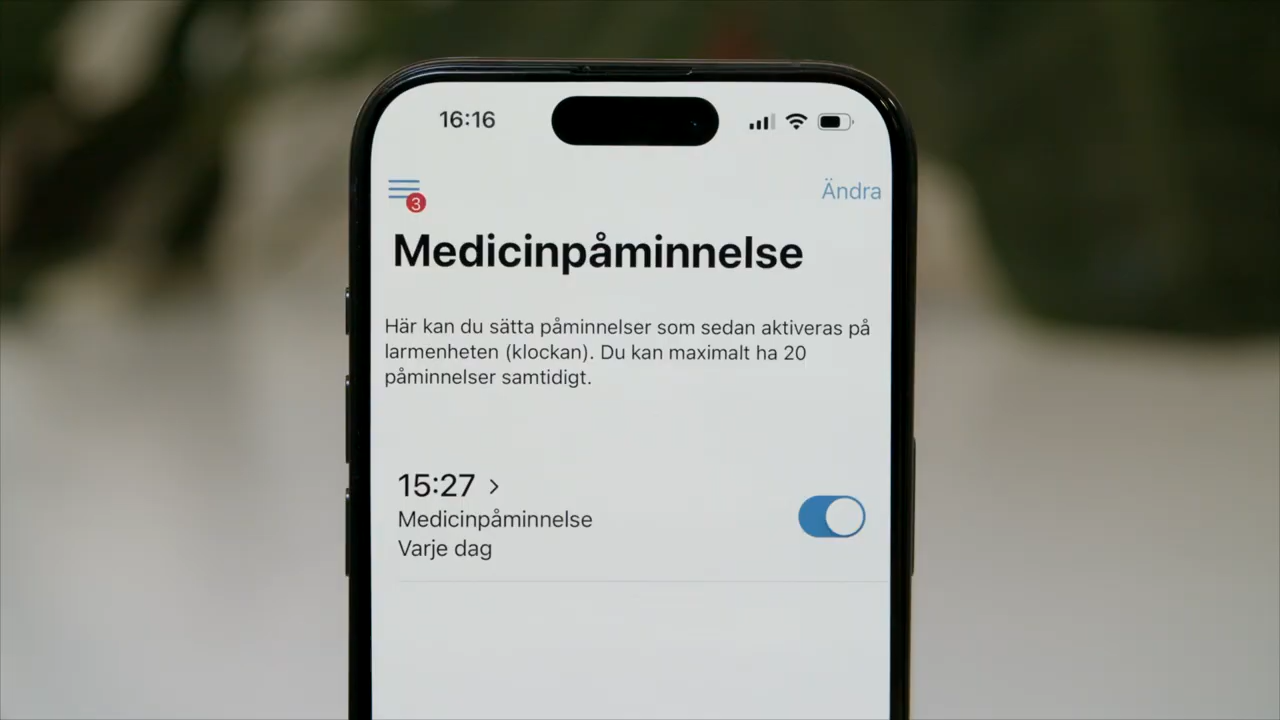 16:16
3
Ändra
Medicinpåminnelse
Här kan du sätta påminnelser som sedan aktiveras på
larmenheten (klockan). Du kan maximalt ha 20
påminnelser samtidigt.
15:27 >
Medicinpåminnelse
Varje dag